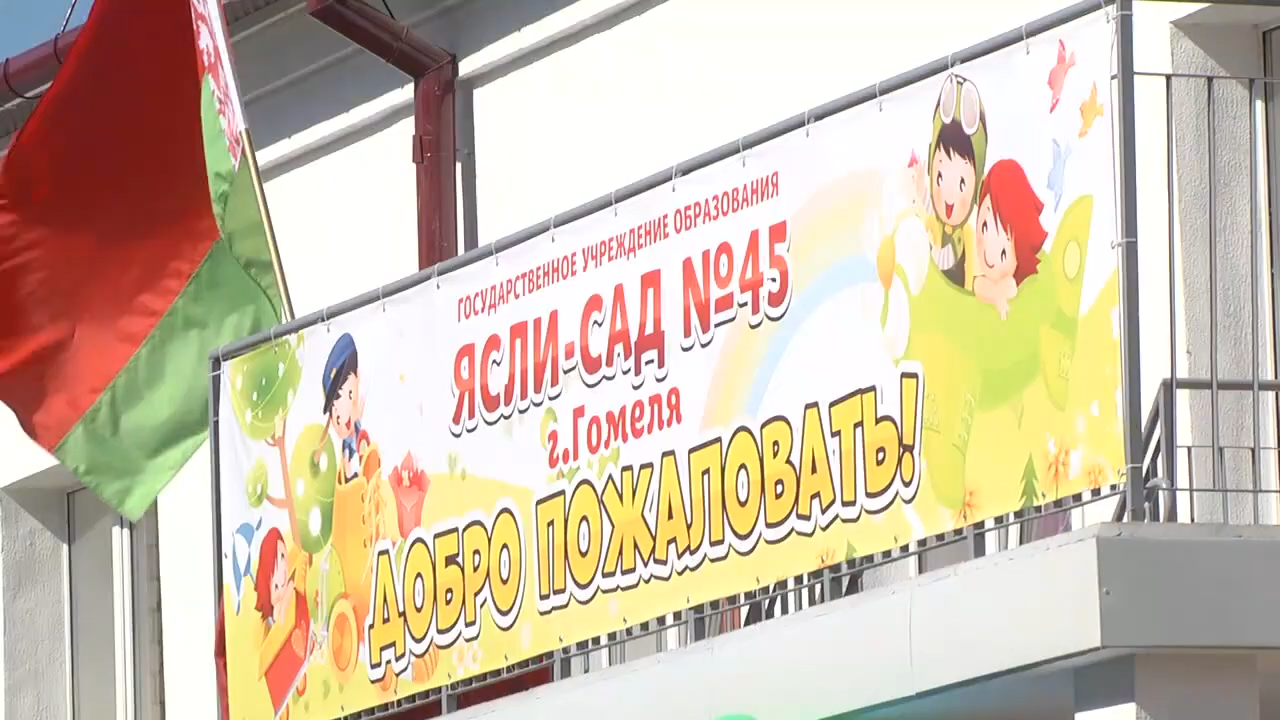 ГОСУДАРСТВЕННОЕ УЧРЕЖДЕНИЕ ОБРАЗОВАНИЯ
ЯСЛИ-САД №45
г.Гомеля
ДОБРО ПОЖАЛОВАТЬ!